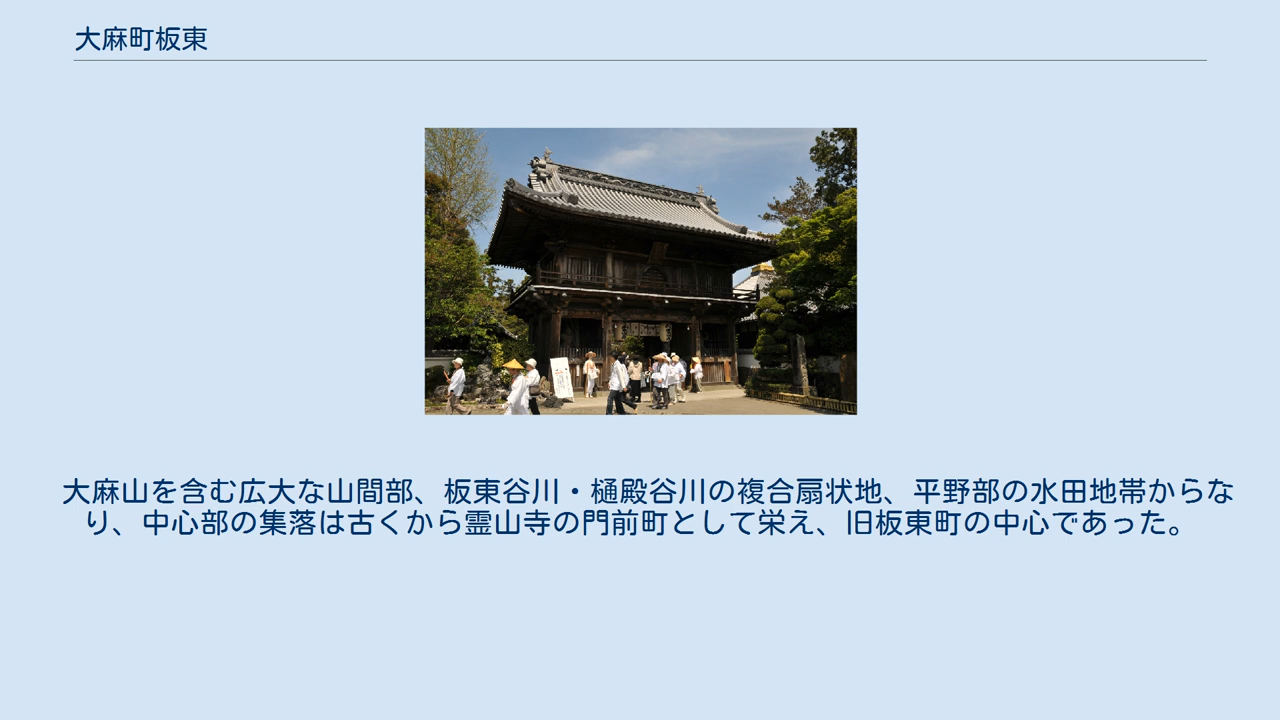 大麻町板東
大麻山を含む広大な山間部、板東谷川・樋殿谷川の複合扇状地、平野部の水田地帯からな
り、中心部の集落は古くから霊山寺の門前町として栄え、旧板東町の中心であった。